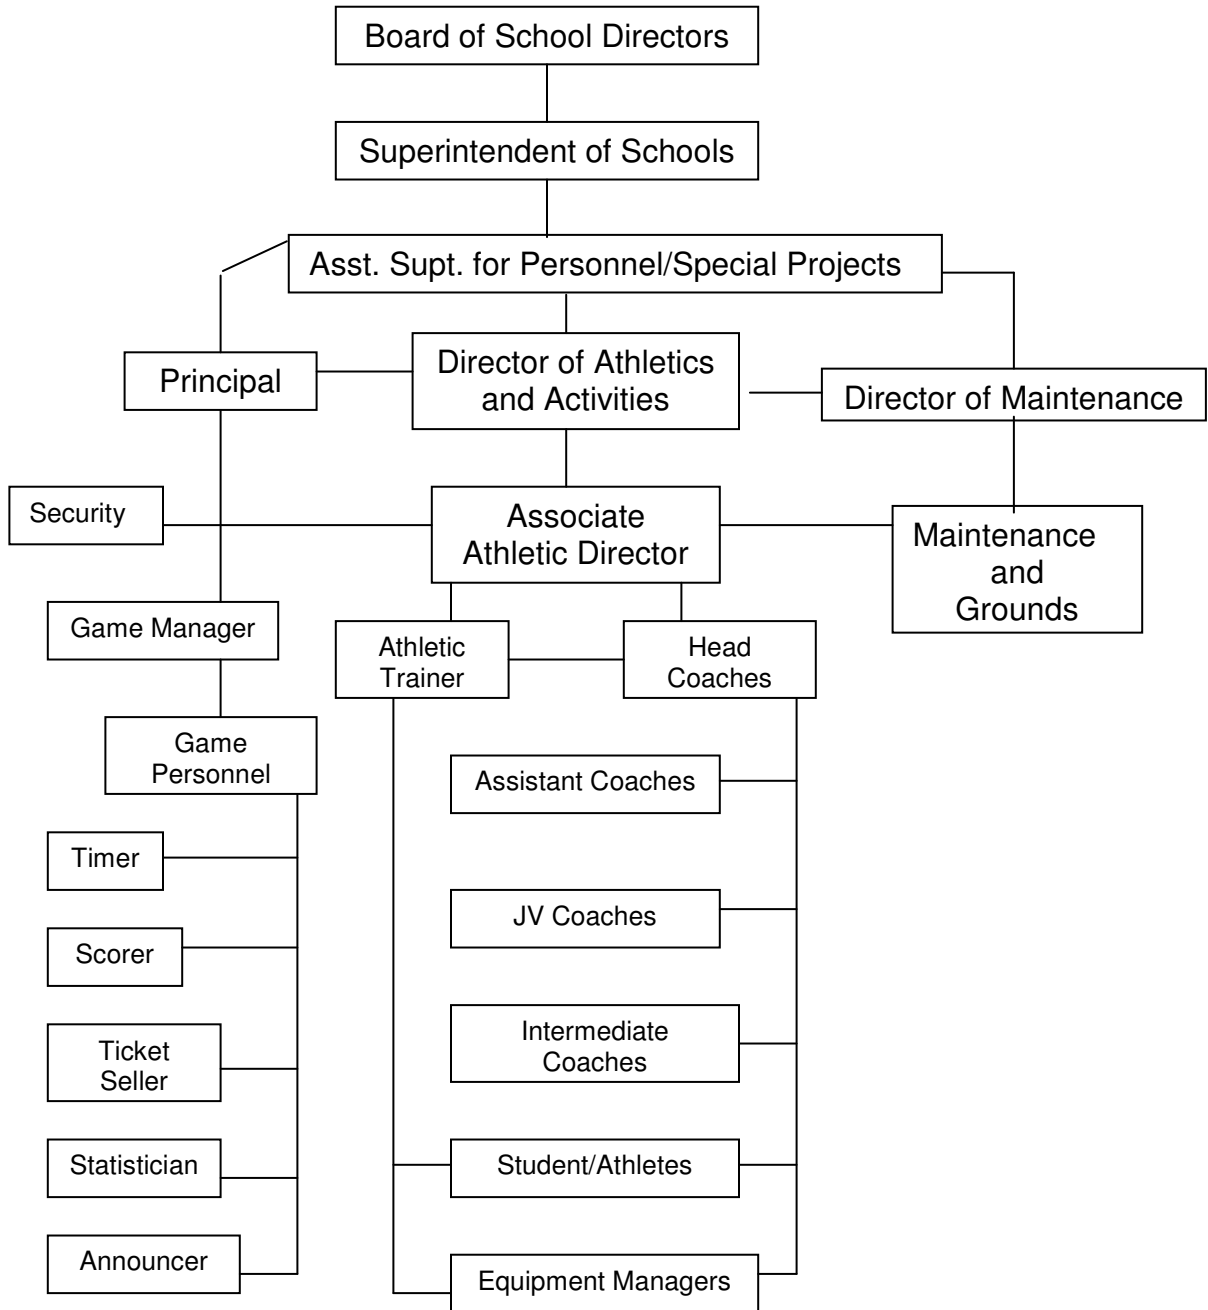 Board of School Directors
Superintendent of Schools
Asst. Supt. for Personnel/Special Projects
Principal
Director of Athletics
and Activities
Director of Maintenance
Security
Associate
Athletic Director
Maintenance
and
Grounds
Game Manager
Athletic
Trainer
Head
Coaches
Game
Personnel
Assistant Coaches
Timer
JV Coaches
Scorer
Intermediate
Coaches
Ticket
Seller
Student/Athletes
Statistician
Equipment Managers
Announcer